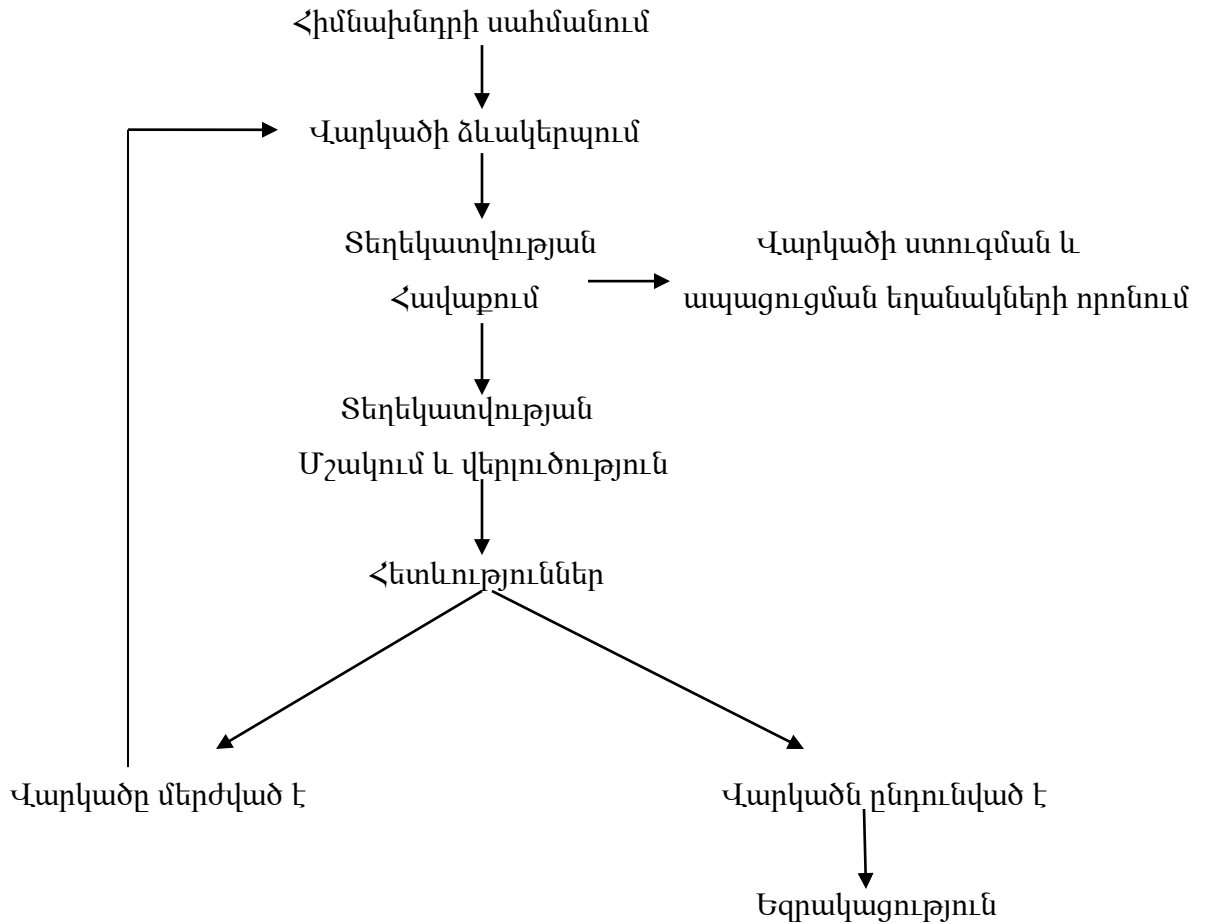 Հիմնախնդրի սահմանում
Վարկածի ձևակերպում
Տեղեկատվության
Հավաքում
Վարկածի ստուգման և
ապացուցման եղանակների որոնում
Տեղեկատվության
Մշակում և վերլուծություն
Հետևություններ
Վարկածը մերժված է
Վարկածն ընդունված է
Եզրակացություն